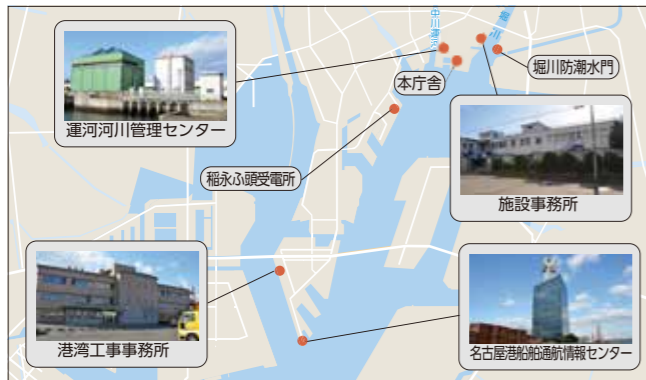 中川運河
堀川
堀川防潮水門
本庁舎
運河河川管理センター
稲永ふ頭受電所
施設事務所
港湾工事事務所
名古屋港船舶通航情報センター